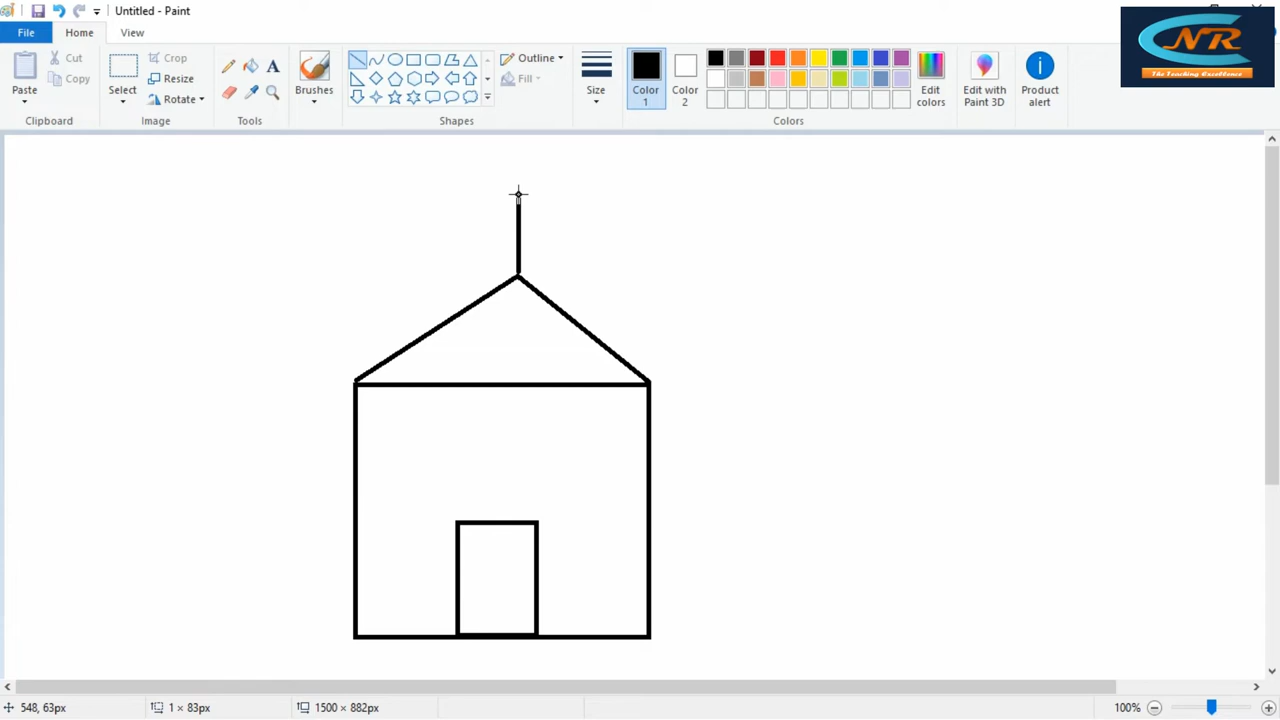 Untitled - Paint
File Home View
Paste
Cut
Copy
Clipboard
Select
Crop
Resize
Rotate
Image
A
Tools
Brushes
Outline
Fill
Shapes
Size
Color
1
Color
2
Edit
colors
Colors
Edit with
Paint 3D
Product
alert
CNR
The Teaching Excellence
548, 63px
1 × 83px
1500 × 882px
100%